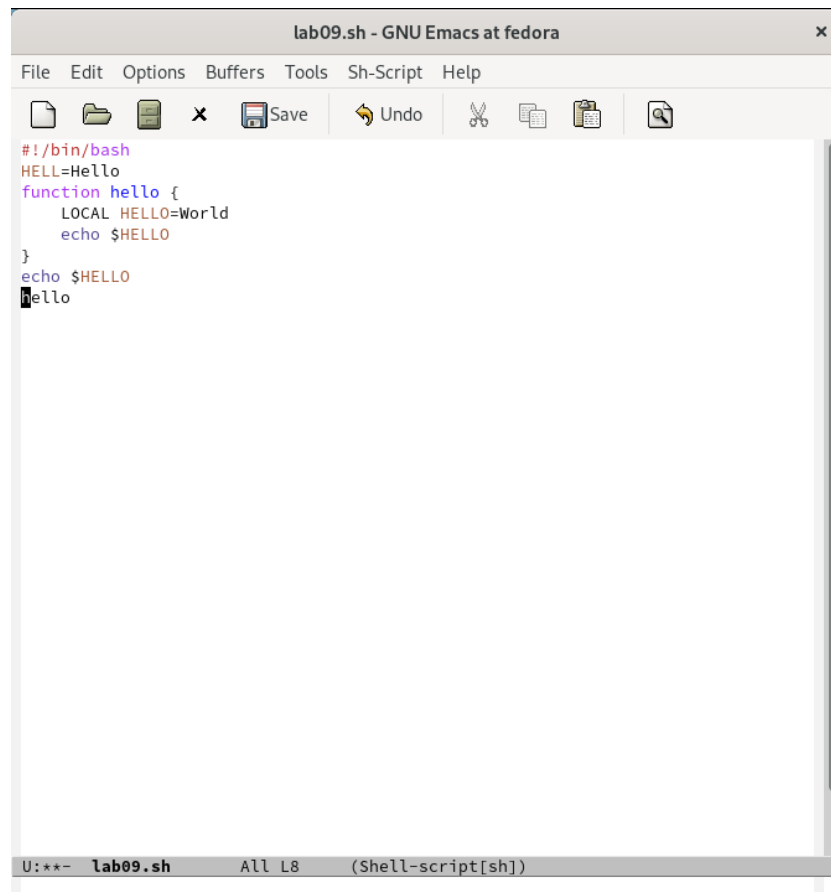 lab09.sh - GNU Emacs at fedora
File Edit Options Buffers Tools Sh-Script Help
Save Undo
#!/bin/bash
HELL=Hello
function hello {
    LOCAL HELLO=World
    echo $HELLO
}
echo $HELLO
hello
U:**- lab09.sh All L8 (Shell-script[sh])